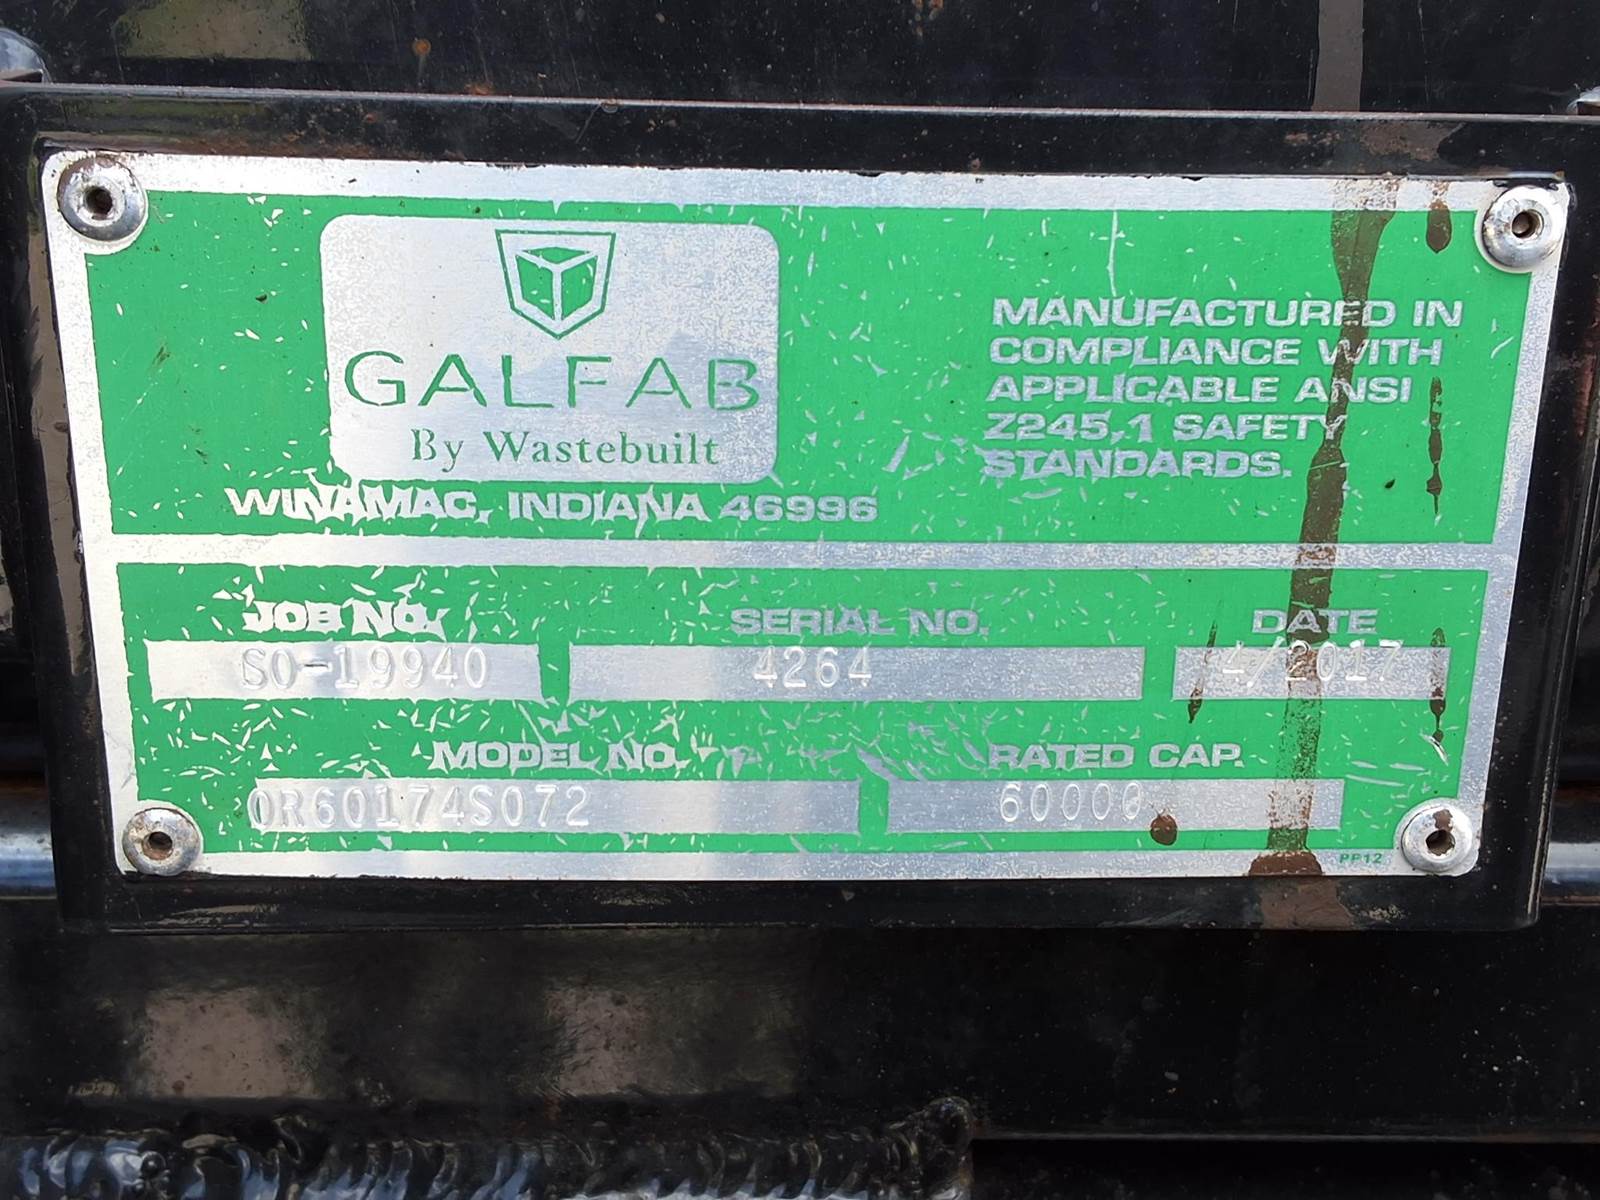 GALFAB
By Wastebuilt
WINAMAC, INDIANA 46996
MANUFACTURED IN
COMPLIANCE WITH
APPLICABLE ANSI
Z245.1 SAFETY
STANDARDS.
JOB NO. SERIAL NO. DATE
SO-19940 4264 4/2017
MODEL NO. RATED CAP.
OR60174S072 60000
PP12